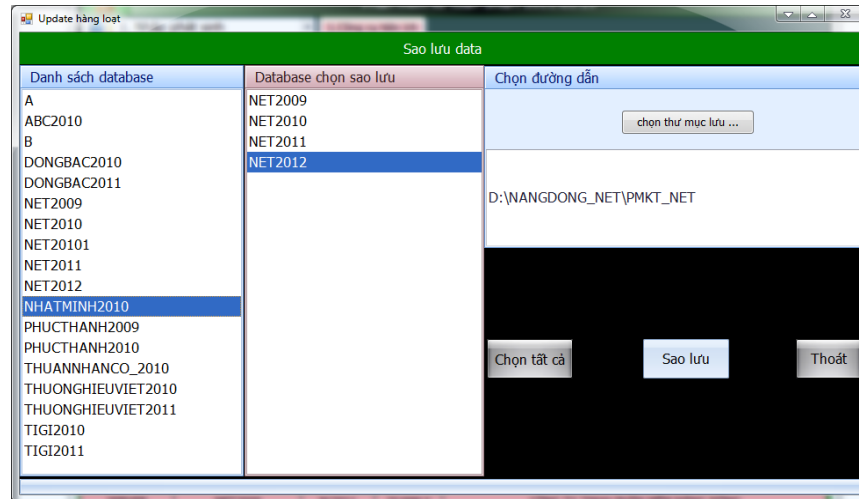 Update hàng loạt
Sao lưu data
Danh sách database
A
ABC2010
B
DONGBAC2010
DONGBAC2011
NET2009
NET2010
NET20101
NET2011
NET2012
NHATMINH2010
PHUCTHANH2009
PHUCTHANH2010
THUANNHANCO_2010
THUONGHIEUVIET2010
THUONGHIEUVIET2011
TIGI2010
TIGI2011
Database chọn sao lưu
NET2009
NET2010
NET2011
NET2012
Chọn đường dẫn
chọn thư mục lưu ...
D:\NANGDONG_NET\PMKT_NET
Chọn tất cả
Sao lưu
Thoát